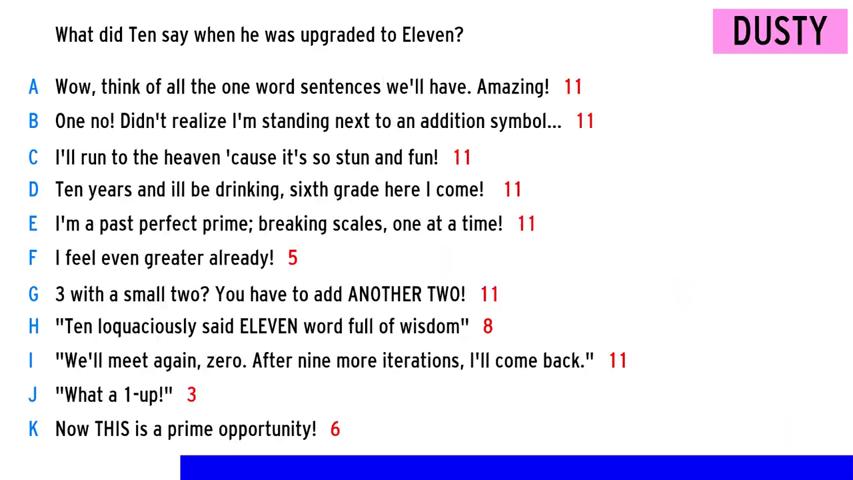 What did Ten say when he was upgraded to Eleven?
DUSTY
A Wow, think of all the one word sentences we'll have. Amazing! 11
B One no! Didn't realize I'm standing next to an addition symbol... 11
C I'll run to the heaven 'cause it's so stun and fun! 11
D Ten years and ill be drinking, sixth grade here I come! 11
E I'm a past perfect prime; breaking scales, one at a time! 11
F I feel even greater already! 5
G 3 with a small two? You have to add ANOTHER TWO! 11
H "Ten loquaciously said ELEVEN word full of wisdom" 8
I "We'll meet again, zero. After nine more iterations, I'll come back." 11
J "What a 1-up!" 3
K Now THIS is a prime opportunity! 6